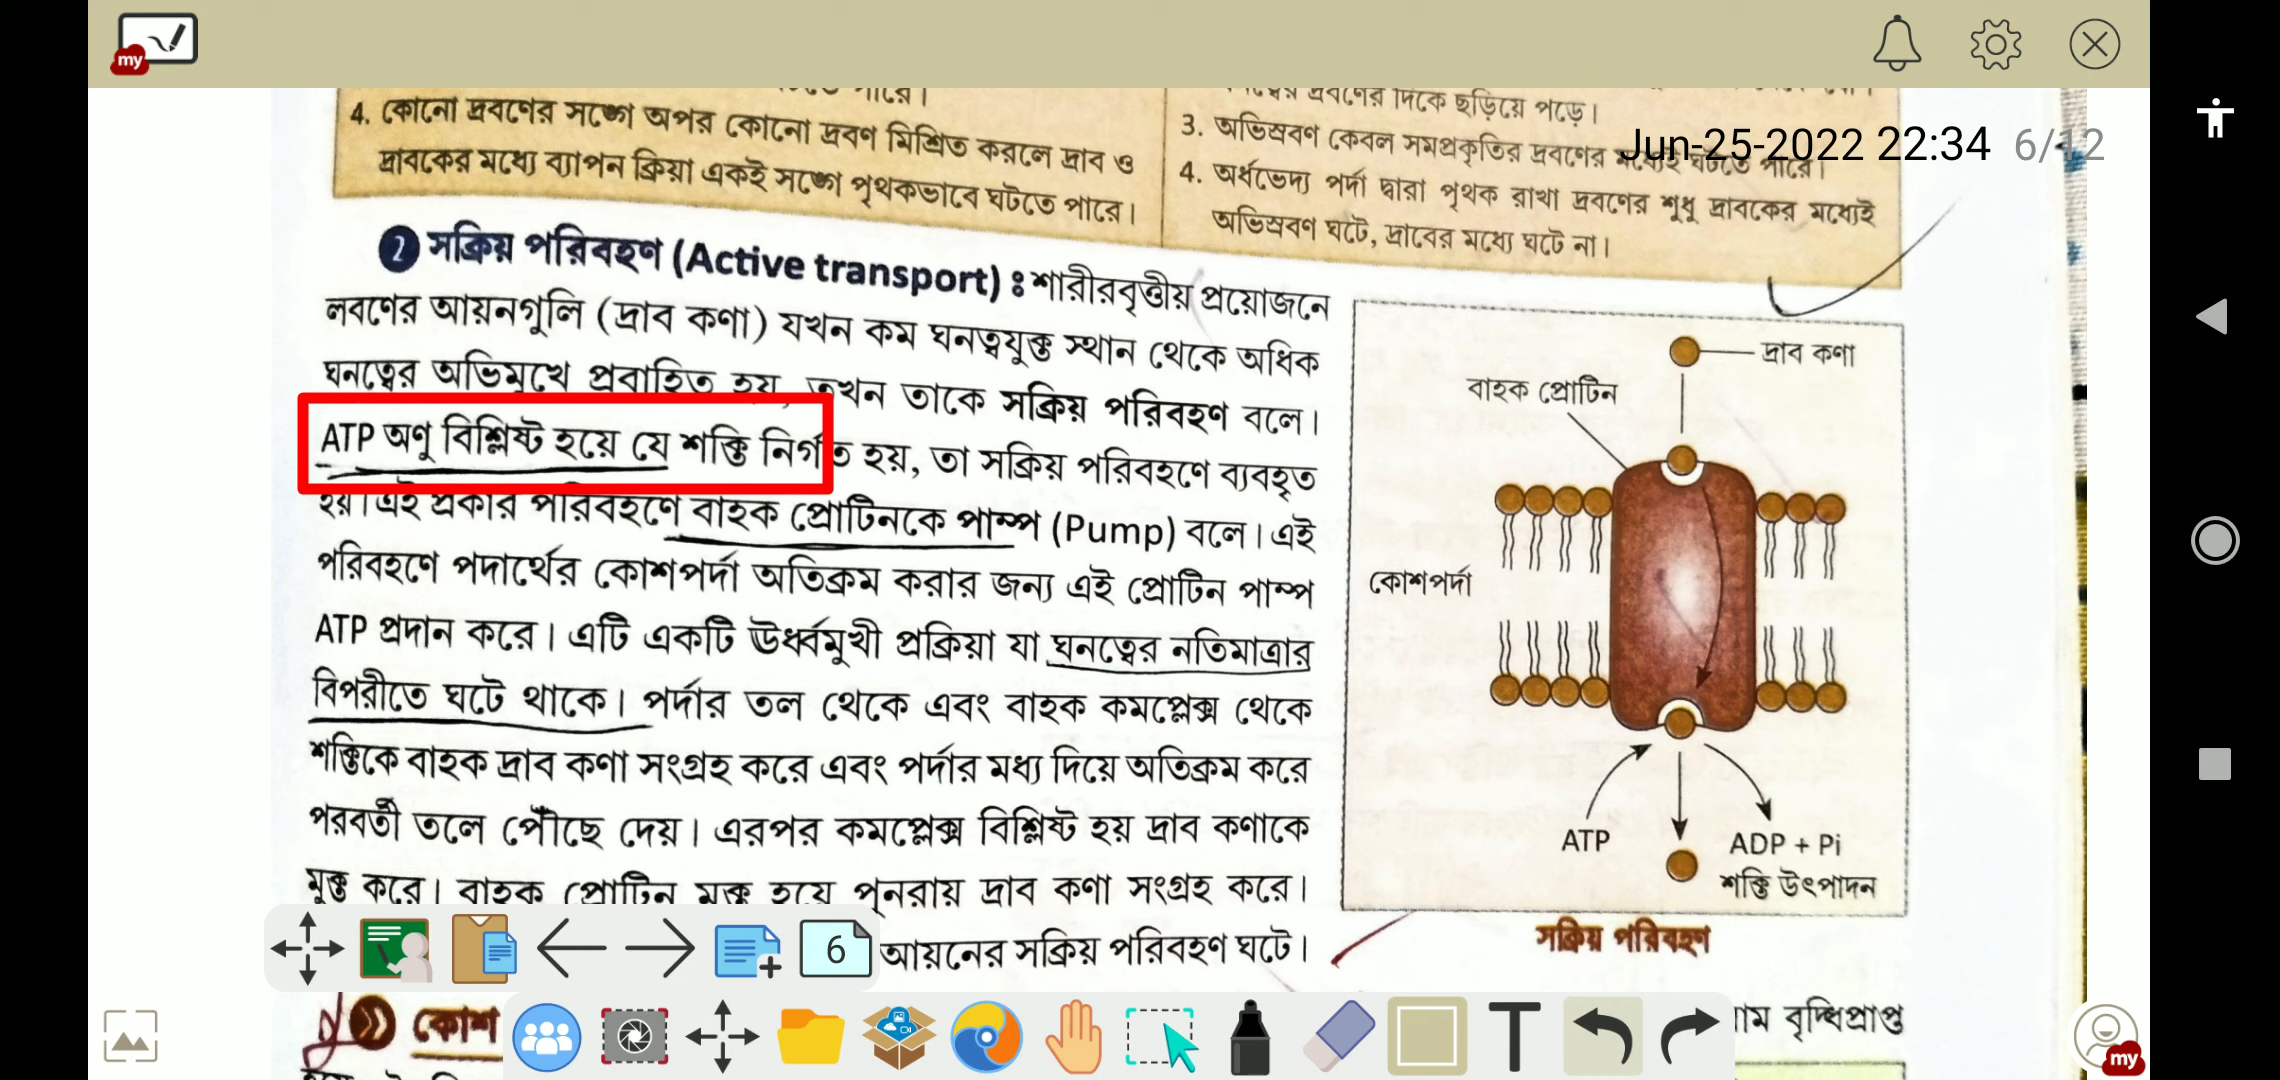 my
Jun-25-2022 22:34 6/12
পারে।
4. কোনো দ্রবণের সঙ্গে অপর কোনো দ্রবণ মিশ্রিত করলে দ্রাব ও
দ্রাবকের মধ্যে ব্যাপন ক্রিয়া একই সঙ্গে পৃথকভাবে ঘটতে পারে।
দ্রবণের দিকে ছড়িয়ে পড়ে।
3. অভিস্রবণ কেবল সমপ্রকৃতির দ্রবণের মধ্যেই ঘটতে পারে।
4. অর্ধভেদ্য পর্দা দ্বারা পৃথক রাখা দ্রবণের শুধু দ্রাবকের মধ্যেই
অভিস্রবণ ঘটে, দ্রাবের মধ্যে ঘটে না।
2 সক্রিয় পরিবহণ (Active transport) : শারীরবৃত্তীয় প্রয়োজনে
লবণের আয়নগুলি (দ্রাব কণা) যখন কম ঘনত্বযুক্ত স্থান থেকে অধিক
ঘনত্বের অভিমুখে প্রবাহিত হয়, তখন তাকে সক্রিয় পরিবহণ বলে।
ATP অণু বিশ্লিষ্ট হয়ে যে শক্তি নির্গত হয়, তা সক্রিয় পরিবহণে ব্যবহৃত
হয়। এই প্রকার পরিবহণে বাহক প্রোটিনকে পাম্প (Pump) বলে। এই
পরিবহণে পদার্থের কোশপর্দা অতিক্রম করার জন্য এই প্রোটিন পাম্প
ATP প্রদান করে। এটি একটি ঊর্ধ্বমুখী প্রক্রিয়া যা ঘনত্বের নতিমাত্রার
বিপরীতে ঘটে থাকে। পর্দার তল থেকে এবং বাহক কমপ্লেক্স থেকে
শক্তিকে বাহক দ্রাব কণা সংগ্রহ করে এবং পর্দার মধ্য দিয়ে অতিক্রম করে
পরবর্তী তলে পৌঁছে দেয়। এরপর কমপ্লেক্স বিশ্লিষ্ট হয় দ্রাব কণাকে
মুক্ত করে। বাহক প্রোটিন মুক্ত হয়ে পুনরায় দ্রাব কণা সংগ্রহ করে।
আয়নের সক্রিয় পরিবহণ ঘটে।
দ্রাব কণা
বাহক প্রোটিন
কোশপর্দা
ATP
ADP + Pi
শক্তি উৎপাদন
সক্রিয় পরিবহণ
6
কোশ
বৃদ্ধিপ্রাপ্ত
T
my